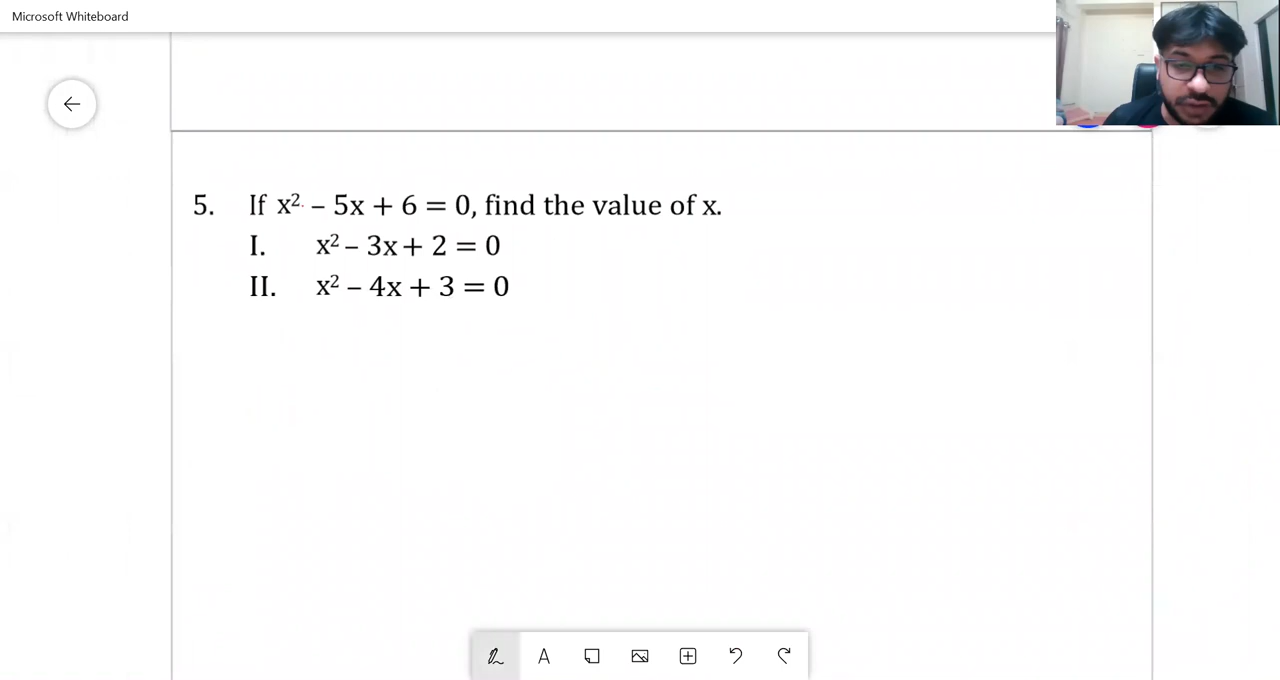 Microsoft Whiteboard
5. If x². – 5x + 6 = 0, find the value of x.
I. x² – 3x + 2 = 0
II. x² – 4x + 3 = 0
A